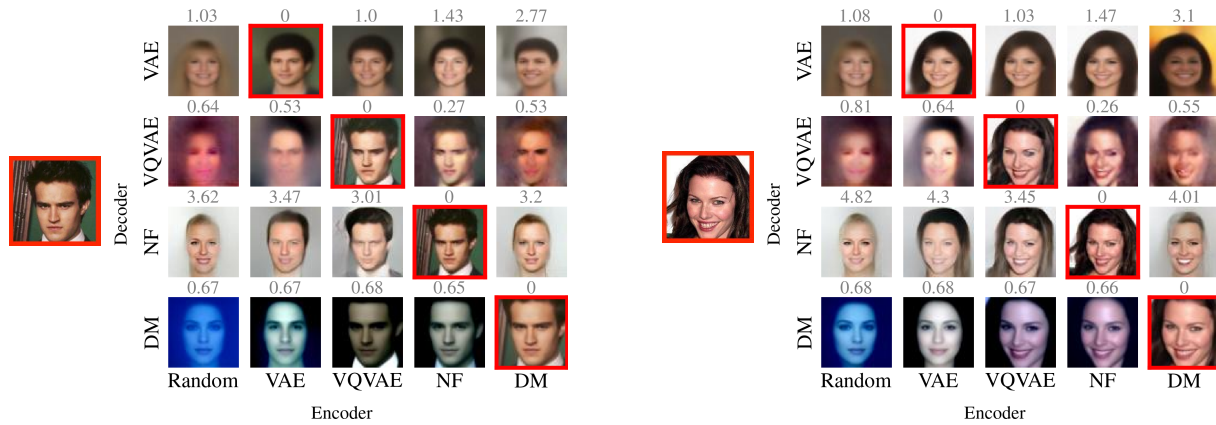 1.03 0 1.0 1.43 2.77
VAE
0.64 0.53 0 0.27 0.53
VQVAE
3.62 3.47 3.01 0 3.2
NF
0.67 0.67 0.68 0.65 0
DM
Decoder
Random VAE VQVAE NF DM
Encoder
1.08 0 1.03 1.47 3.1
VAE
0.81 0.64 0 0.26 0.55
VQVAE
4.82 4.3 3.45 0 4.01
NF
0.68 0.68 0.67 0.66 0
DM
Decoder
Random VAE VQVAE NF DM
Encoder